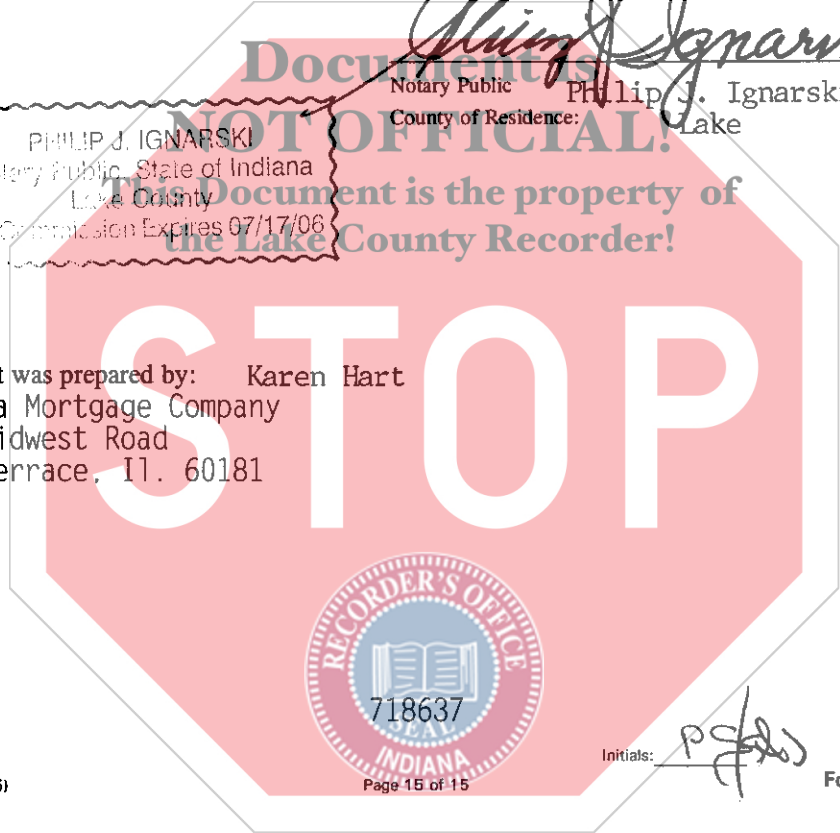 Document is
NOT OFFICIAL!
This Document is the property of
the Lake County Recorder!
STOP
Notary Public Philip J. Ignarski
County of Residence: Lake
PHILIP J. IGNARSKI
Public, State of Indiana
Lake County
Commission Expires 07/17/06
was prepared by: Karen Hart
Mortgage Company
Road
Il. 60181
RECORDER'S OFFICE
718637
SEAL
INDIANA
Initials:
Page 15 of 15